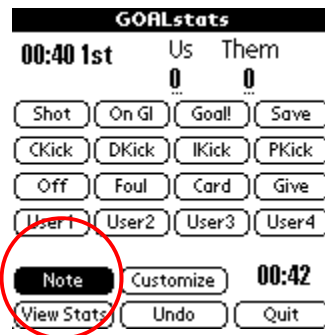 GOALstats
00:40 1st Us Them
0 0
Shot On Gl Goal! Save
CKick DKick IKick PKick
Off Foul Card Give
User1 User2 User3 User4
Note Customize 00:42
View Stats Undo Quit